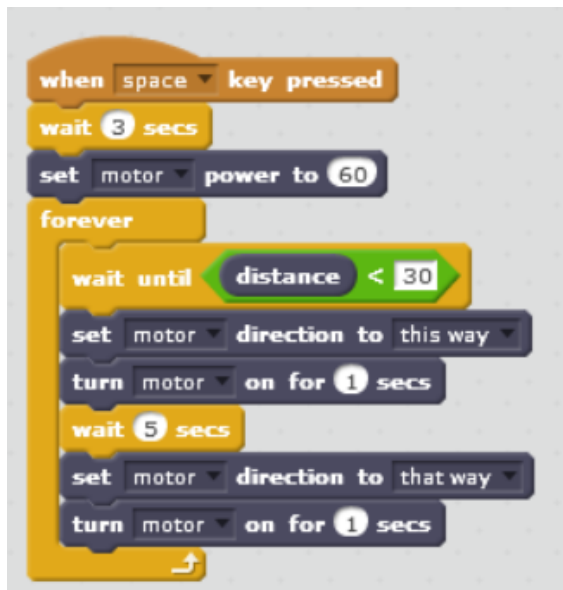 when space key pressed
wait 3 secs
set motor power to 60
forever
wait until distance < 30
set motor direction to this way
turn motor on for 1 secs
wait 5 secs
set motor direction to that way
turn motor on for 1 secs